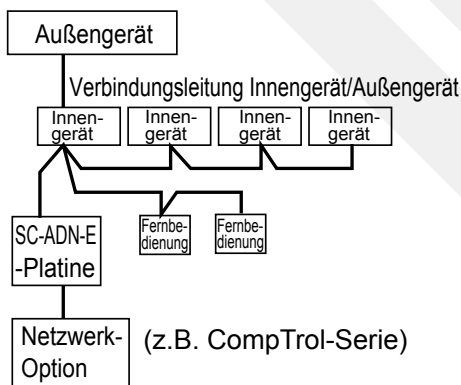 Außengerät
Verbindungsleitung Innengerät/Außengerät
Innen-
gerät
Innen-
gerät
Innen-
gerät
Innen-
gerät
SC-ADN-E
-Platine
Fernbe-
dienung
Fernbe-
dienung
Netzwerk-
Option
(z.B. CompTrol-Serie)